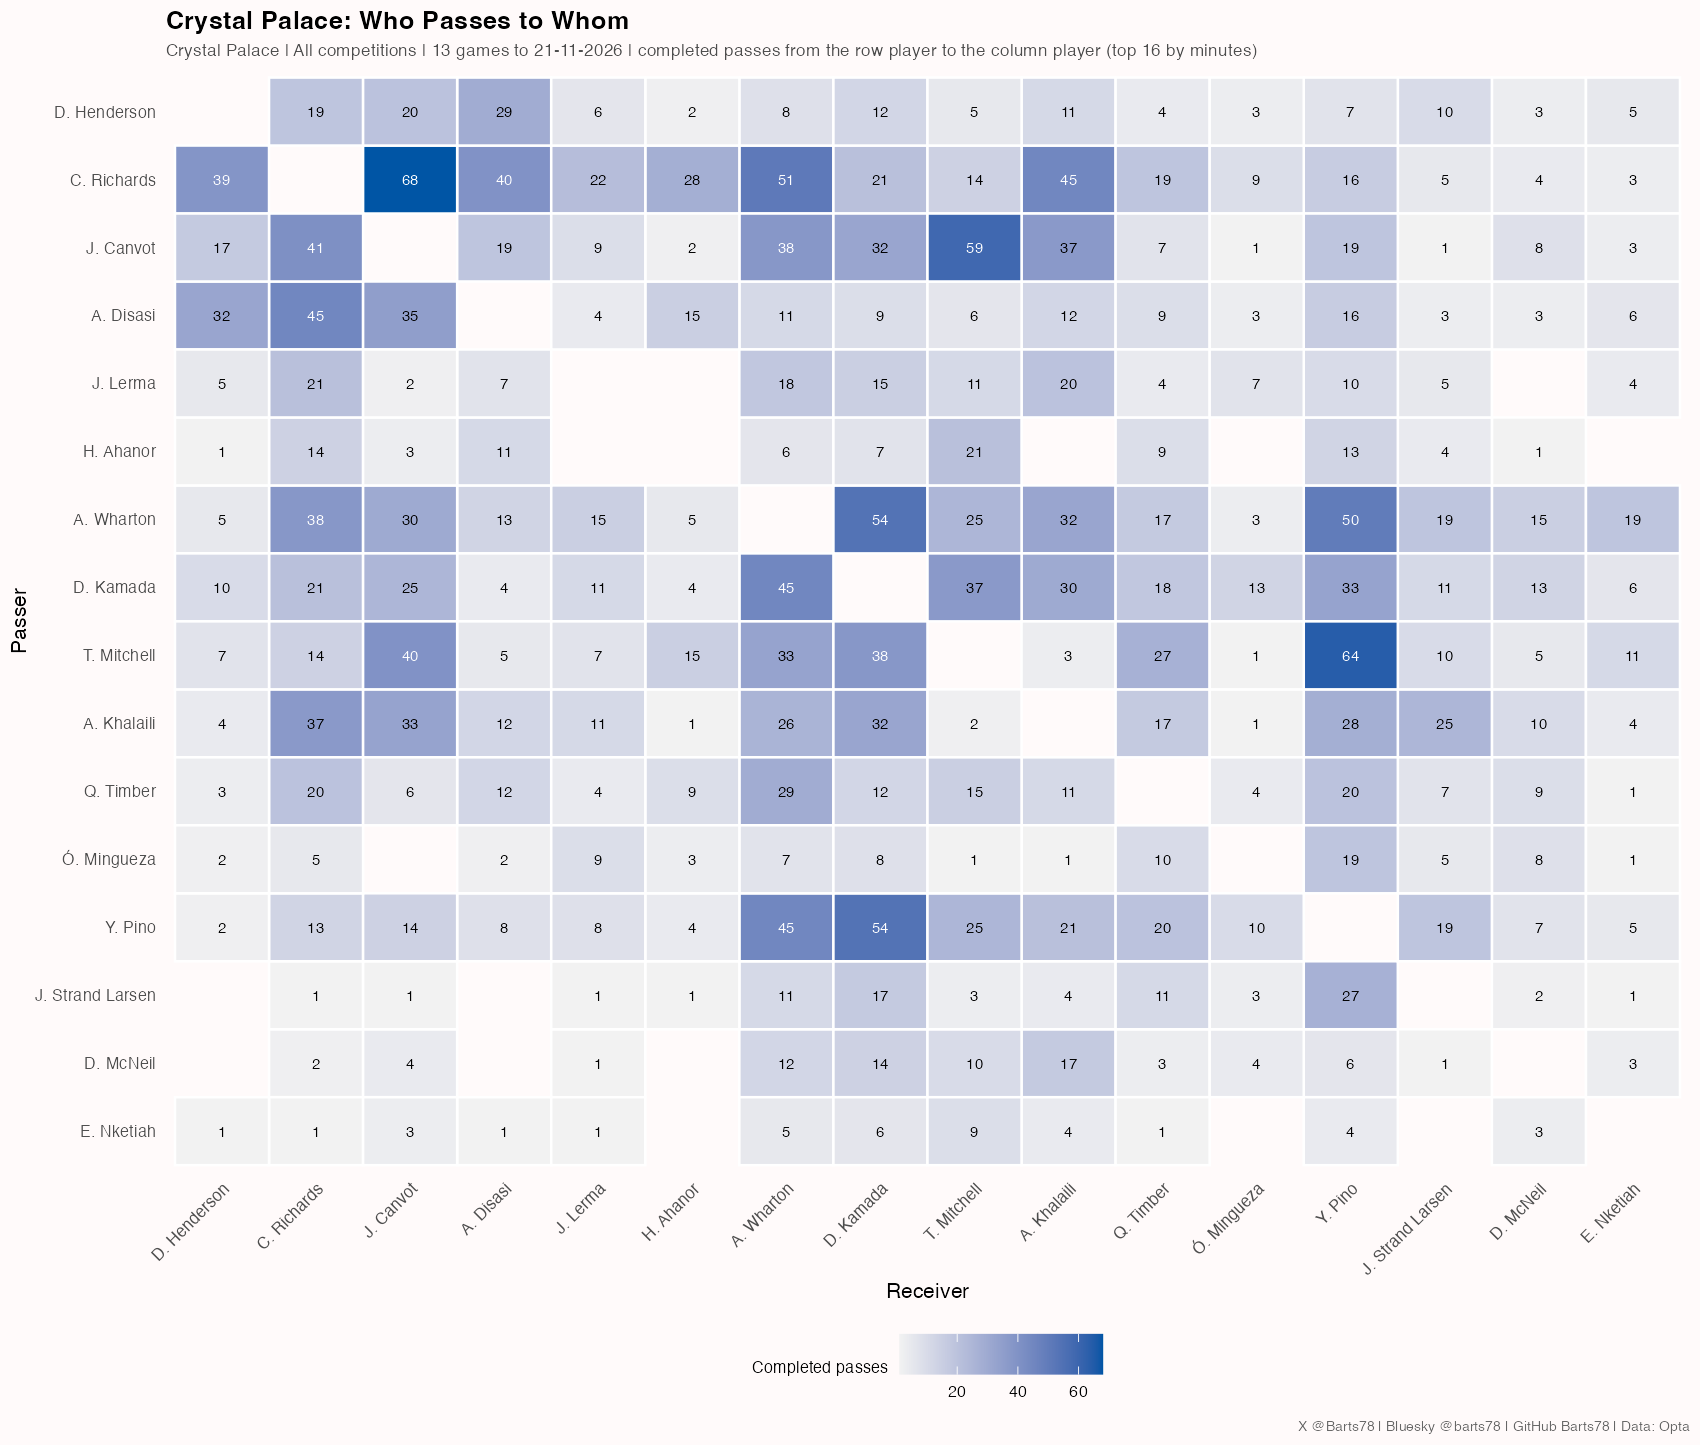 Crystal Palace: Who Passes to Whom
Crystal Palace | All competitions | 13 games to 21-11-2026 | completed passes from the row player to the column player (top 16 by minutes)
D. Henderson 19 20 29 6 2 8 12 5 11 4 3 7 10 3 5
C. Richards 39 68 40 22 28 51 21 14 45 19 9 16 5 4 3
J. Canvot 17 41 19 9 2 38 32 59 37 7 1 19 1 8 3
A. Disasi 32 45 35 4 15 11 9 6 12 9 3 16 3 3 6
J. Lerma 5 21 2 7 18 15 11 20 4 7 10 5 4
H. Ahanor 1 14 3 11 6 7 21 9 13 4 1
A. Wharton 5 38 30 13 15 5 54 25 32 17 3 50 19 15 19
D. Kamada 10 21 25 4 11 4 45 37 30 18 13 33 11 13 6
T. Mitchell 7 14 40 5 7 15 33 38 3 27 1 64 10 5 11
A. Khalaili 4 37 33 12 11 1 26 32 2 17 1 28 25 10 4
Q. Timber 3 20 6 12 4 9 29 12 15 11 4 20 7 9 1
Ó. Mingueza 2 5 2 9 3 7 8 1 1 10 19 5 8 1
Y. Pino 2 13 14 8 8 4 45 54 25 21 20 10 19 7 5
J. Strand Larsen 1 1 1 1 11 17 3 4 11 3 27 2 1
D. McNeil 2 4 1 12 14 10 17 3 4 6 1 3
E. Nketiah 1 1 3 1 1 5 6 9 4 1 4 3
Passer
D. Henderson C. Richards J. Canvot A. Disasi J. Lerma H. Ahanor A. Wharton D. Kamada T. Mitchell A. Khalaili Q. Timber Ó. Mingueza Y. Pino J. Strand Larsen D. McNeil E. Nketiah
Receiver
Completed passes
20 40 60
X @Barts78 | Bluesky @barts78 | GitHub Barts78 | Data: Opta